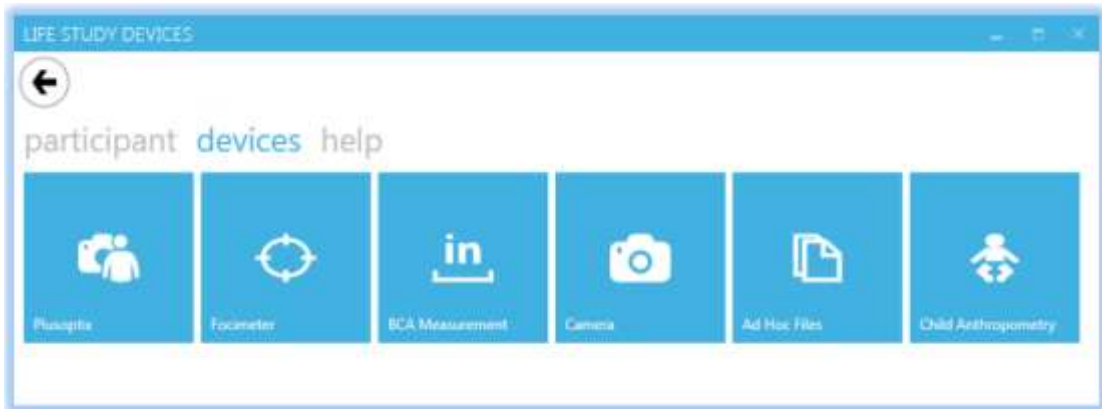 LIFE STUDY DEVICES
participant devices help
in
Plusoptix Focimeter BCA Measurement Camera Ad Hoc Files Child Anthropometry